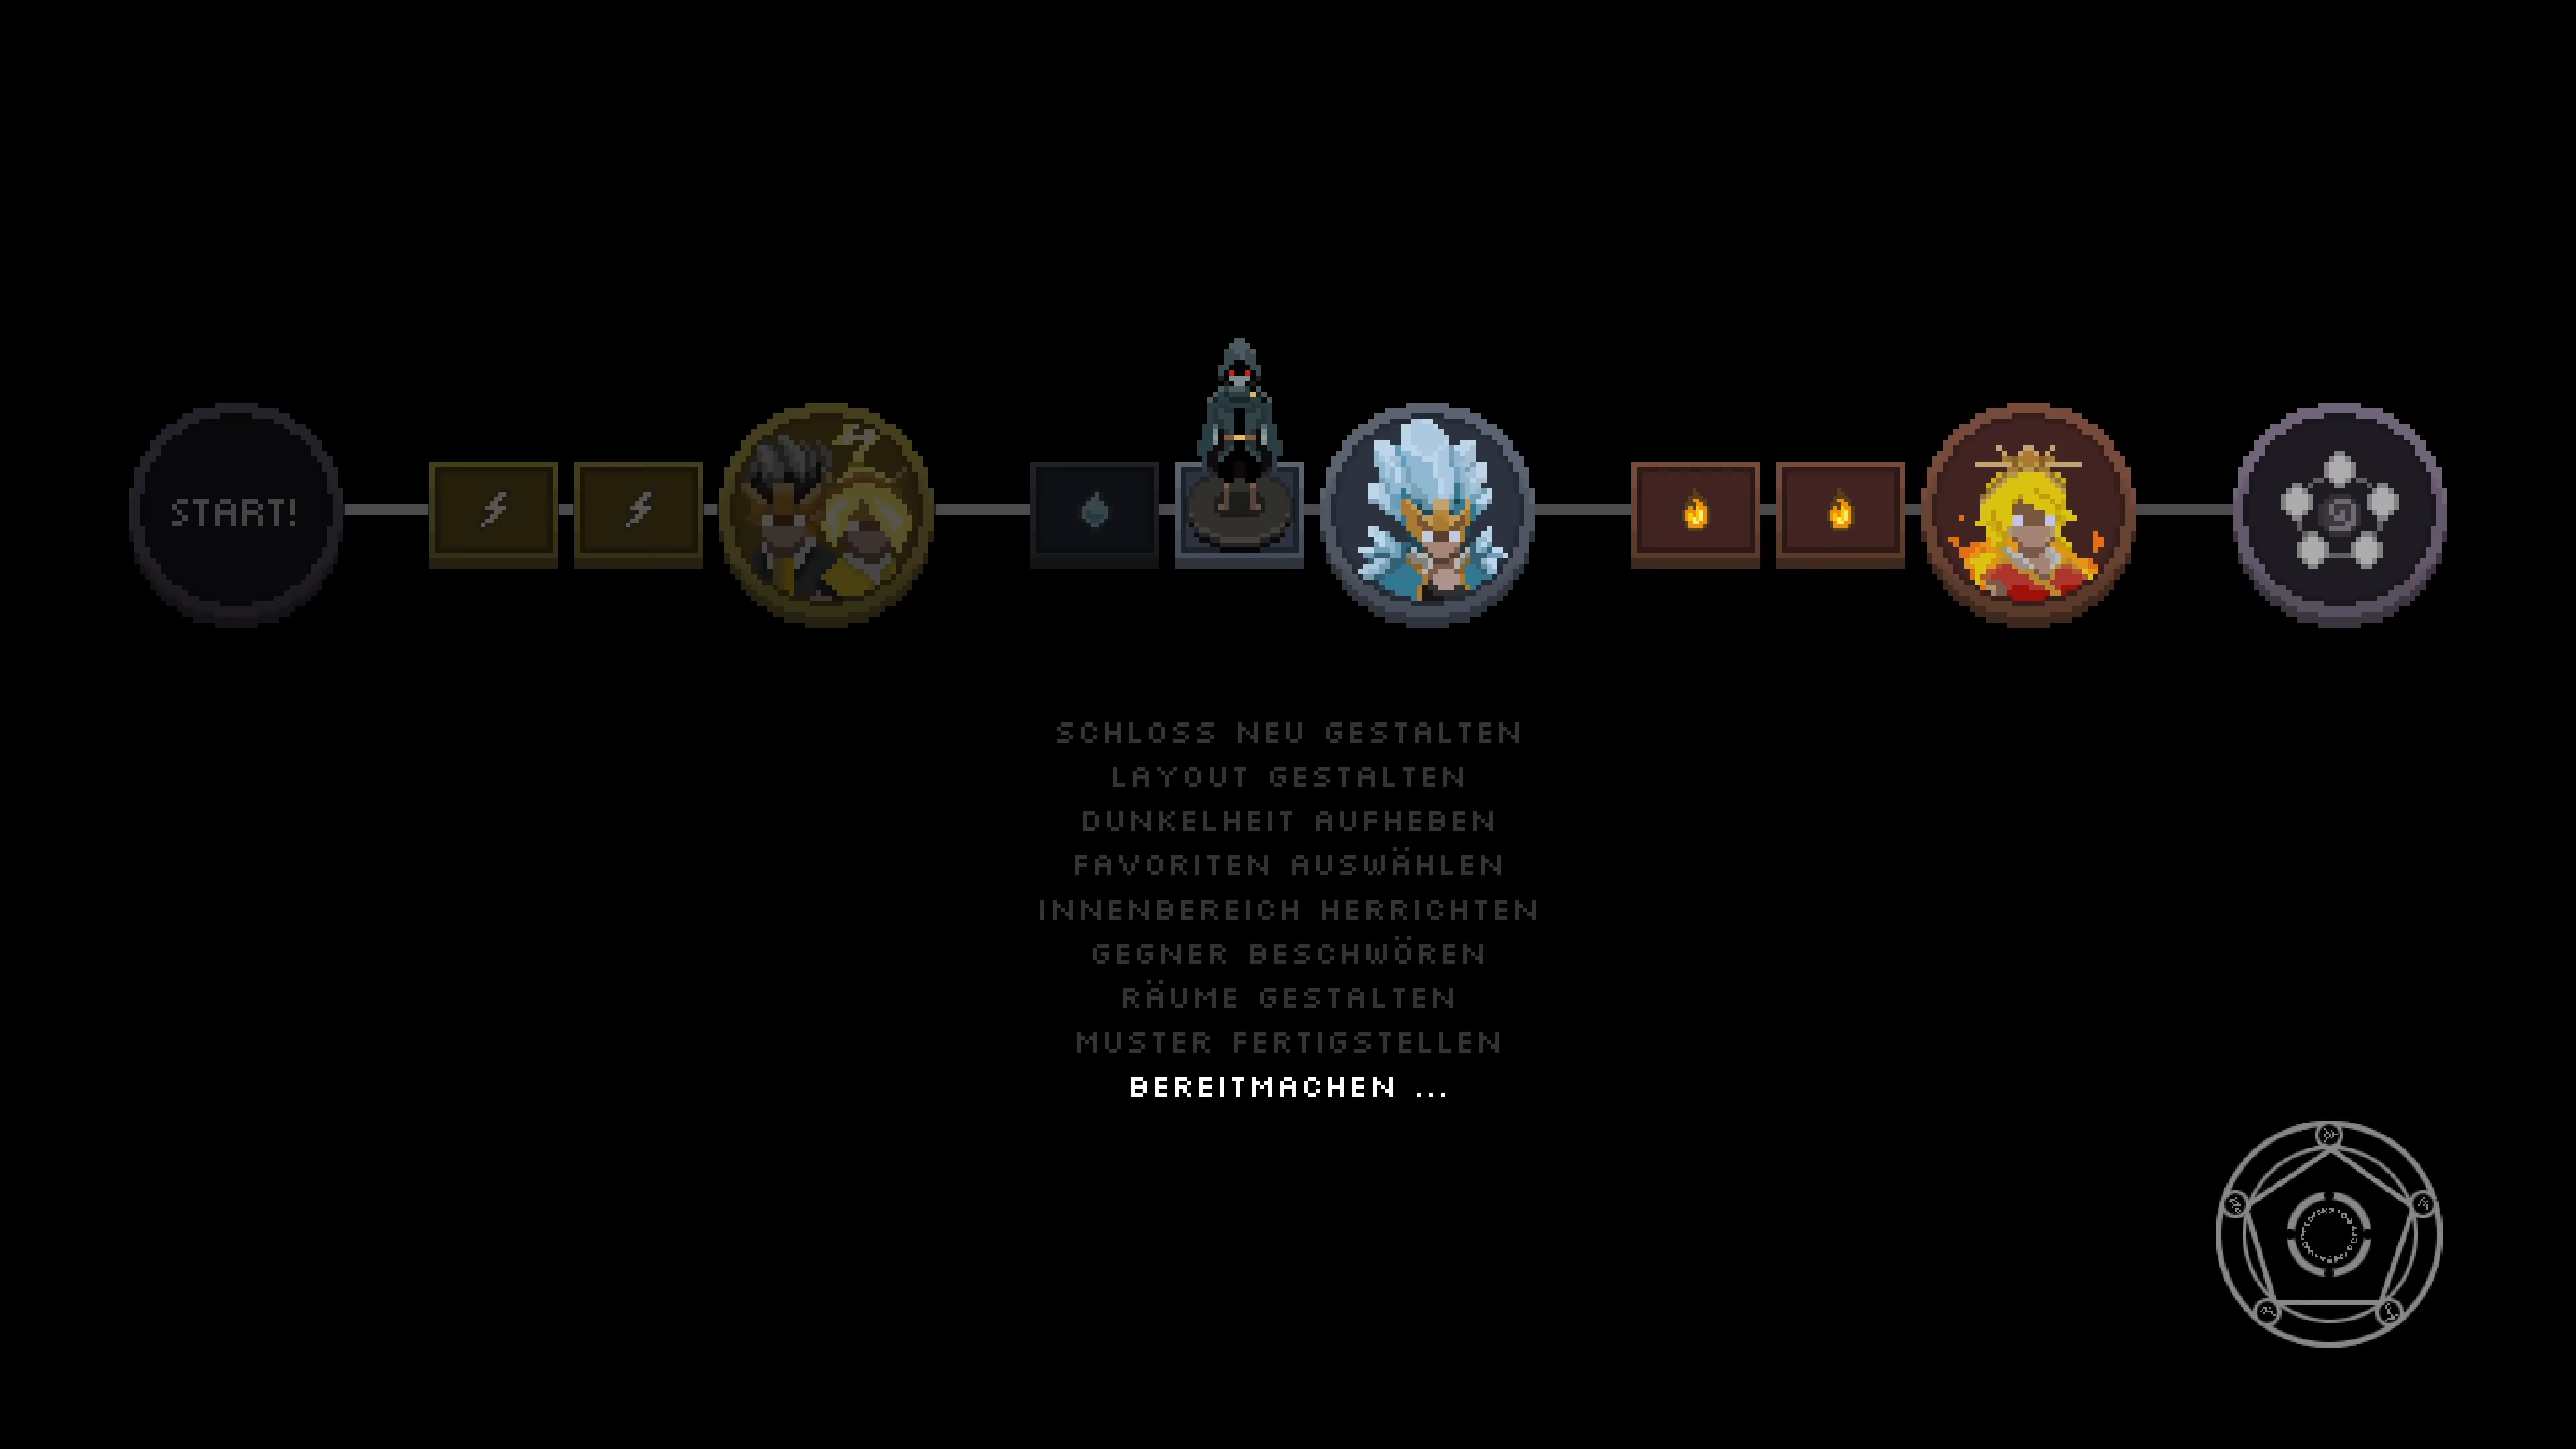 START!
SCHLOSS NEU GESTALTEN
LAYOUT GESTALTEN
DUNKELHEIT AUFHEBEN
FAVORITEN AUSWÄHLEN
INNENBEREICH HERRICHTEN
GEGNER BESCHWÖREN
RÄUME GESTALTEN
MUSTER FERTIGSTELLEN
BEREITMACHEN ...